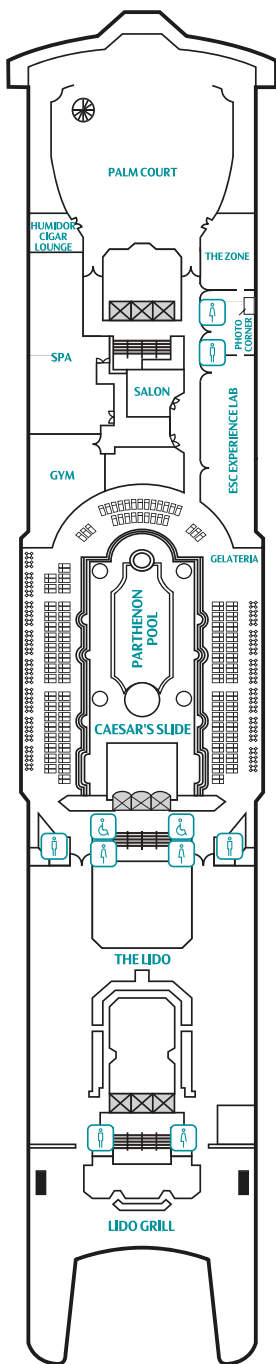 PALM COURT
HUMIDOR
CIGAR
LOUNGE
THE ZONE
PHOTO
CORNER
SPA
SALON
ESC EXPERIENCE LAB
GYM
GELATERIA
PARTHENON
POOL
CAESAR'S SLIDE
THE LIDO
LIDO GRILL